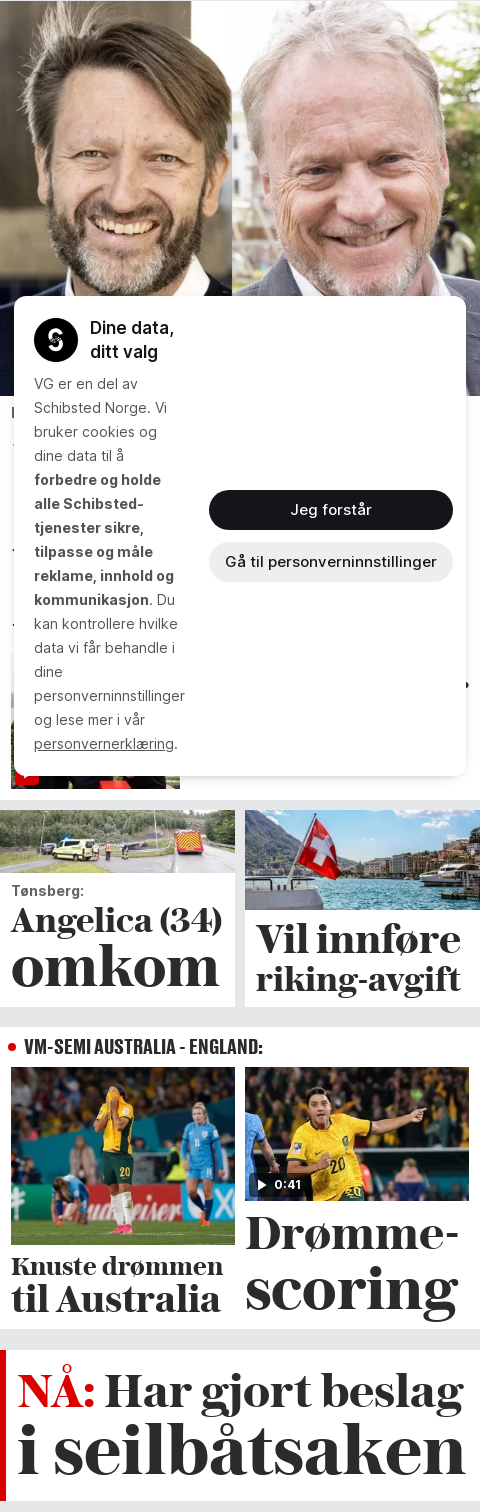 Dine data,
ditt valg
VG er en del av
Schibsted Norge. Vi
bruker cookies og
dine data til å
forbedre og holde
alle Schibsted-
tjenester sikre,
tilpasse og måle
reklame, innhold og
kommunikasjon. Du
kan kontrollere hvilke
data vi får behandle i
dine
personverninnstillinger
og lese mer i vår
personvernerklæring.
Jeg forstår
Gå til personverninnstillinger
Tønsberg:
Angelica (34)
omkom
Vil innføre
riking-avgift
VM-SEMI AUSTRALIA - ENGLAND:
20
Budweiser
Knuste drømmen
til Australia
20
0:41
Drømme-
scoring
NÅ: Har gjort beslag
i seilbåtsaken